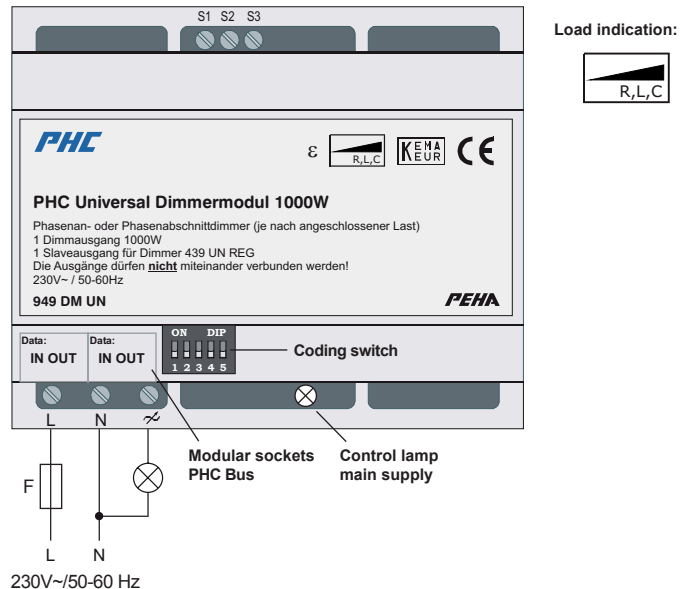 S1 S2 S3
Load indication:
R,L,C
PHC
ε R,L,C KEMA EUR CE
PHC Universal Dimmermodul 1000W
Phasenan- oder Phasenabschnittdimmer (je nach angeschlossener Last)
1 Dimmausgang 1000W
1 Slaveausgang für Dimmer 439 UN REG
Die Ausgänge dürfen nicht miteinander verbunden werden!
230V~ / 50-60Hz
949 DM UN
PEHA
Data:
IN OUT
Data:
IN OUT
ON DIP
1 2 3 4 5
Coding switch
L N
Modular sockets
PHC Bus
Control lamp
main supply
F
L N
230V~/50-60 Hz